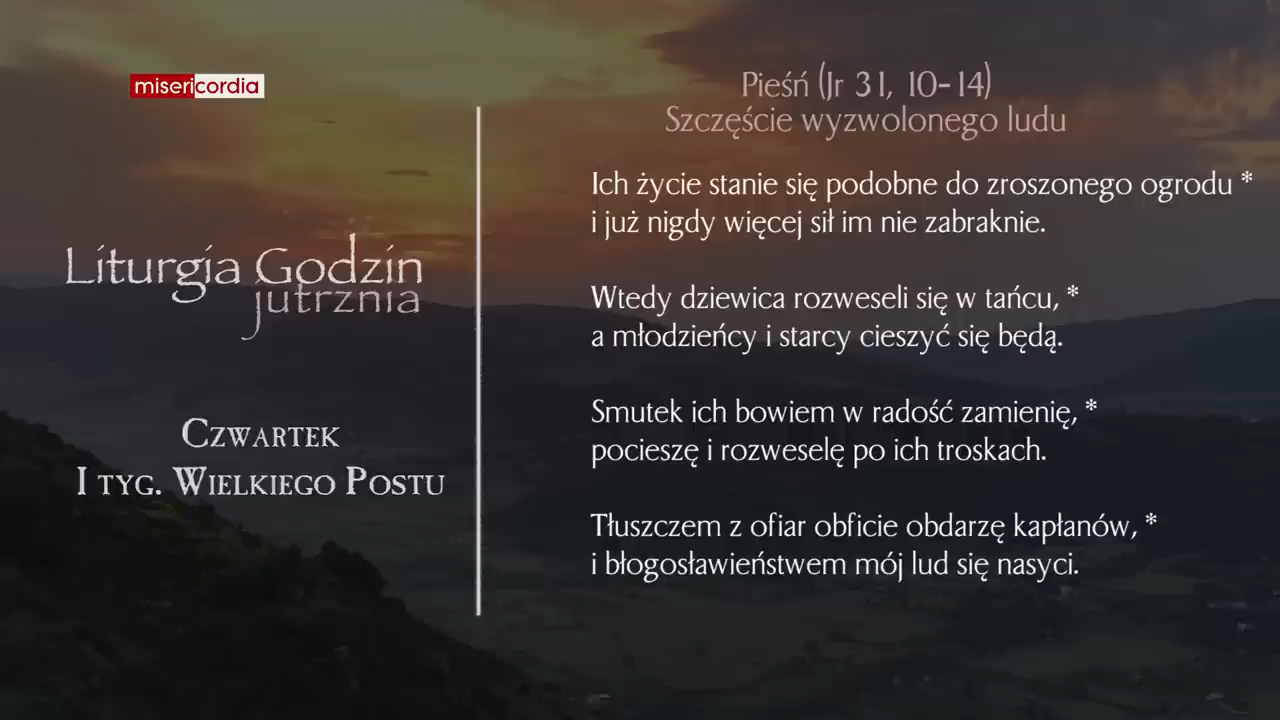 misericordia
Liturgia Godzin
jutrznia
Czwartek
I tyg. Wielkiego Postu
Pieśń (Jr 31, 10-14)
Szczęście wyzwolonego ludu
Ich życie stanie się podobne do zroszonego ogrodu *
i już nigdy więcej sił im nie zabraknie.
Wtedy dziewica rozweseli się w tańcu, *
a młodzieńcy i starcy cieszyć się będą.
Smutek ich bowiem w radość zamienię, *
pocieszę i rozweselę po ich troskach.
Tłuszczem z ofiar obficie obdarzę kapłanów, *
i błogosławieństwem mój lud się nasyci.